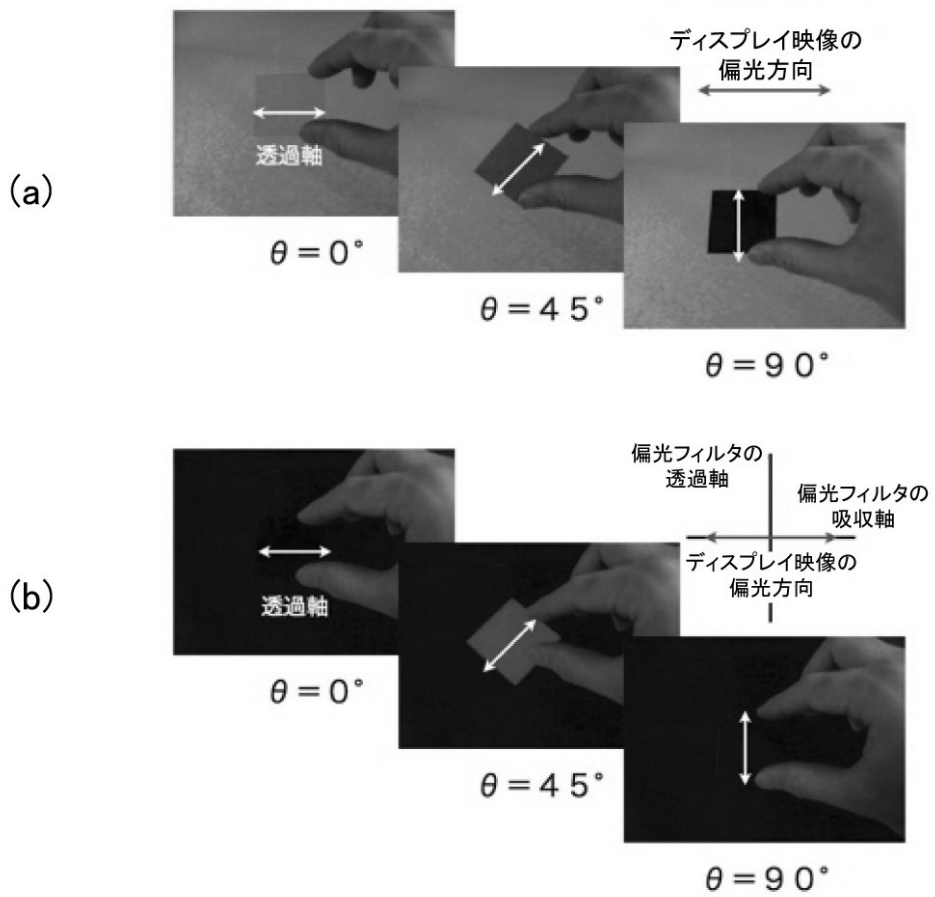 (a)
透過軸
θ＝0°
θ＝45°
θ＝90°
ディスプレイ映像の
偏光方向
(b)
透過軸
θ＝0°
θ＝45°
θ＝90°
偏光フィルタの
透過軸
偏光フィルタの
吸収軸
ディスプレイ映像の
偏光方向